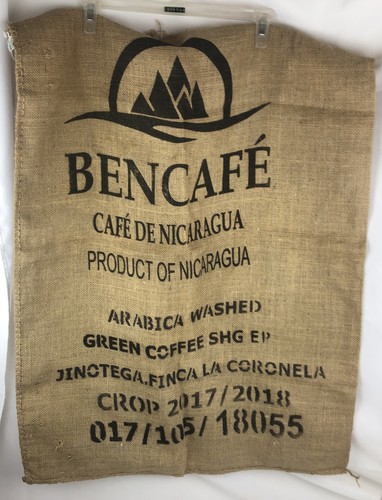 BENCAFÉ
CAFÉ DE NICARAGUA
PRODUCT OF NICARAGUA
ARABICA WASHED
GREEN COFFEE SHG EP
JINOTEGA.FINCA LA CORONELA
CROP 2017/2018
017/105/18055